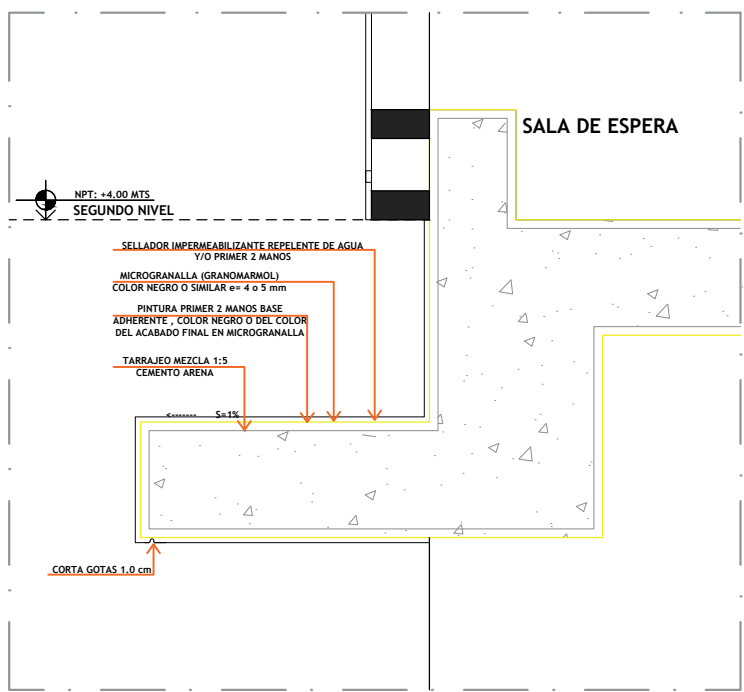 SALA DE ESPERA
NPT: +4.00 MTS
SEGUNDO NIVEL
SELLADOR IMPERMEABILIZANTE REPELENTE DE AGUA
Y/O PRIMER 2 MANOS
MICROGRANALLA (GRANOMARMOL)
COLOR NEGRO O SIMILAR e= 4 o 5 mm
PINTURA PRIMER 2 MANOS BASE
ADHERENTE , COLOR NEGRO O DEL COLOR
DEL ACABADO FINAL EN MICROGRANALLA
TARRAJEO MEZCLA 1:5
CEMENTO ARENA
<------- S=1%
CORTA GOTAS 1.0 cm